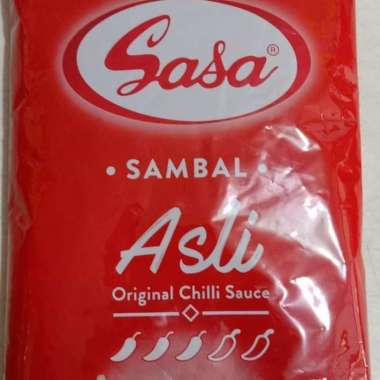 Sasa®
• SAMBAL •
Asli
Original Chilli Sauce